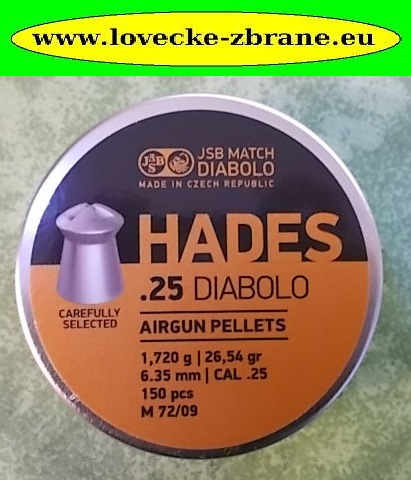 www.lovecke-zbrane.eu
JSB
JSB MATCH
DIABOLO
MADE IN CZECH REPUBLIC
HADES
.25 DIABOLO
CAREFULLY
SELECTED
AIRGUN PELLETS
1,720 g | 26,54 gr
6.35 mm | CAL .25
150 pcs
M 72/09